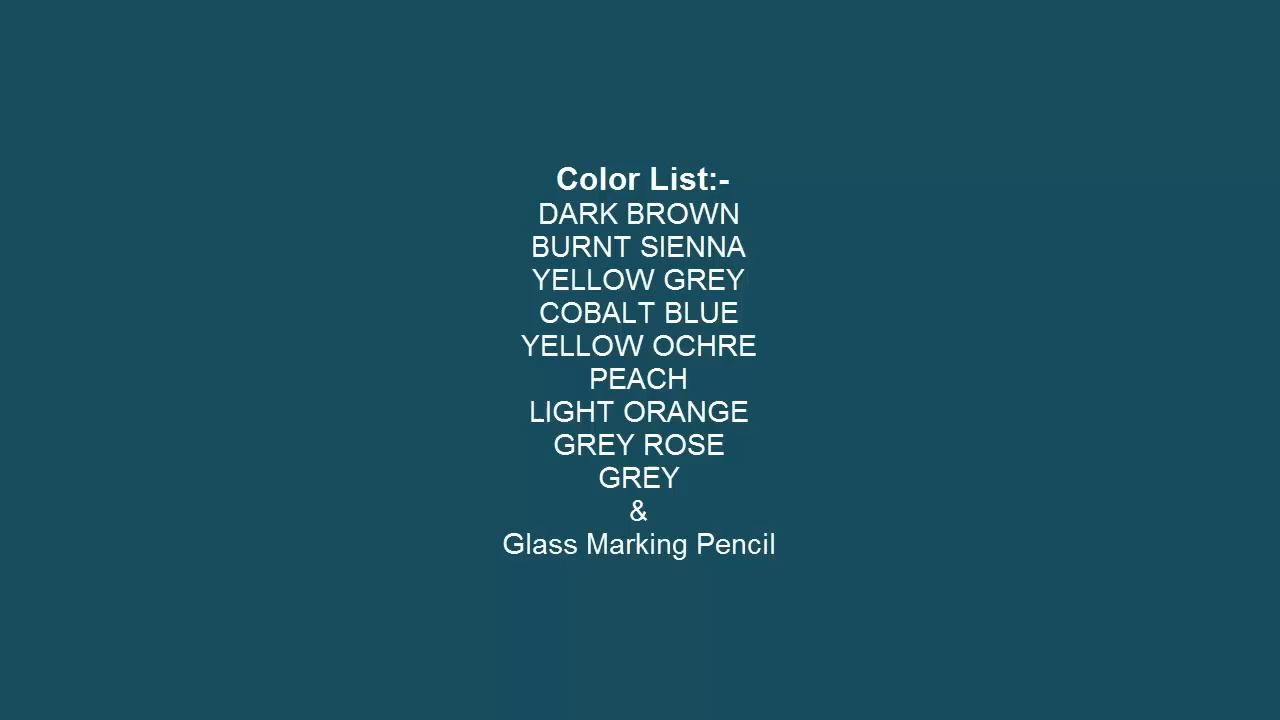 Color List:-
DARK BROWN
BURNT SIENNA
YELLOW GREY
COBALT BLUE
YELLOW OCHRE
PEACH
LIGHT ORANGE
GREY ROSE
GREY
&
Glass Marking Pencil